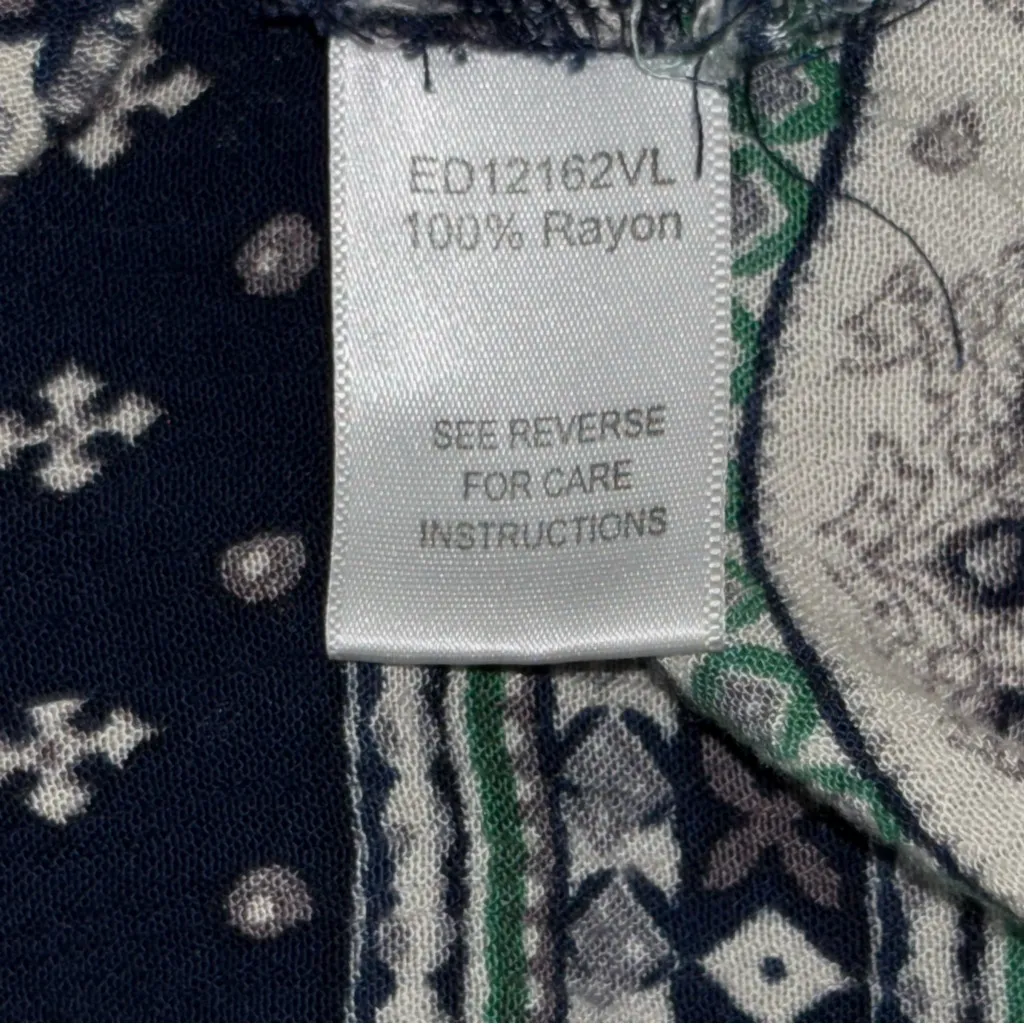 ED12162VL
100% Rayon
SEE REVERSE
FOR CARE
INSTRUCTIONS